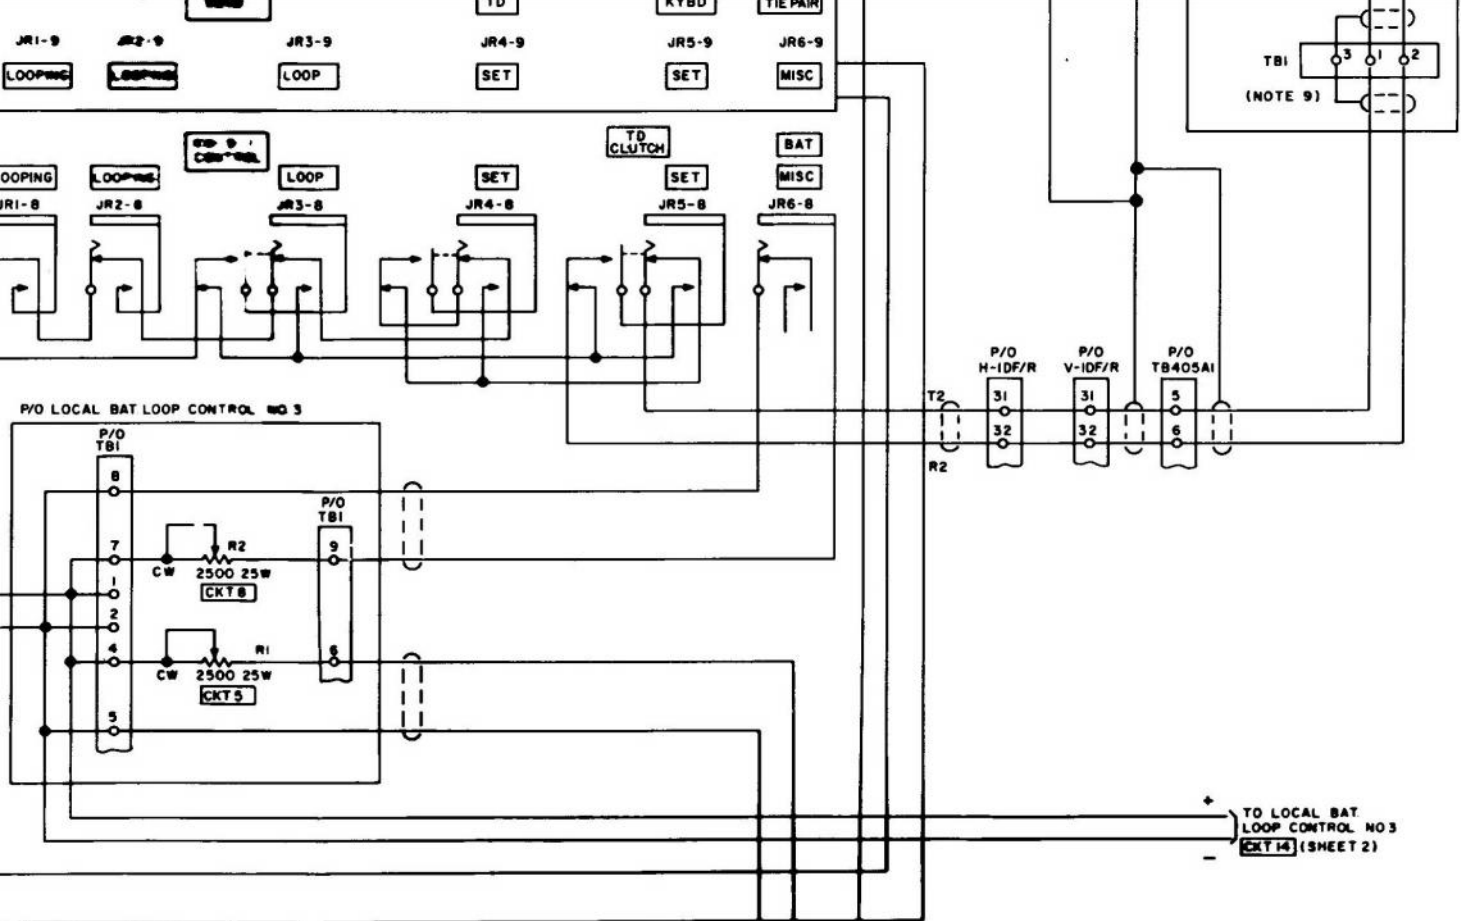 TD
KYBD
TIE PAIR
JR1-9
JR2-9
JR3-9
JR4-9
JR5-9
JR6-9
LOOPING
LOOPING
LOOP
SET
SET
MISC
TB1
3
1
2
(NOTE 9)
CONTROL
TD
CLUTCH
BAT
OOPING
LOOPING
LOOP
SET
SET
MISC
JR1-8
JR2-8
JR3-8
JR4-8
JR5-8
JR6-8
P/O
H-IDF/R
P/O
V-IDF/R
P/O
TB405A1
T2
31
31
5
32
32
6
R2
P/O LOCAL BAT. LOOP CONTROL NO. 3
P/O
TB1
8
P/O
TB1
7
R2
9
CW
2500 25W
CKT 8
1
2
4
R1
6
CW
2500 25W
CKT 5
5
+
TO LOCAL BAT.
LOOP CONTROL NO 3
CKT 14 (SHEET 2)
−